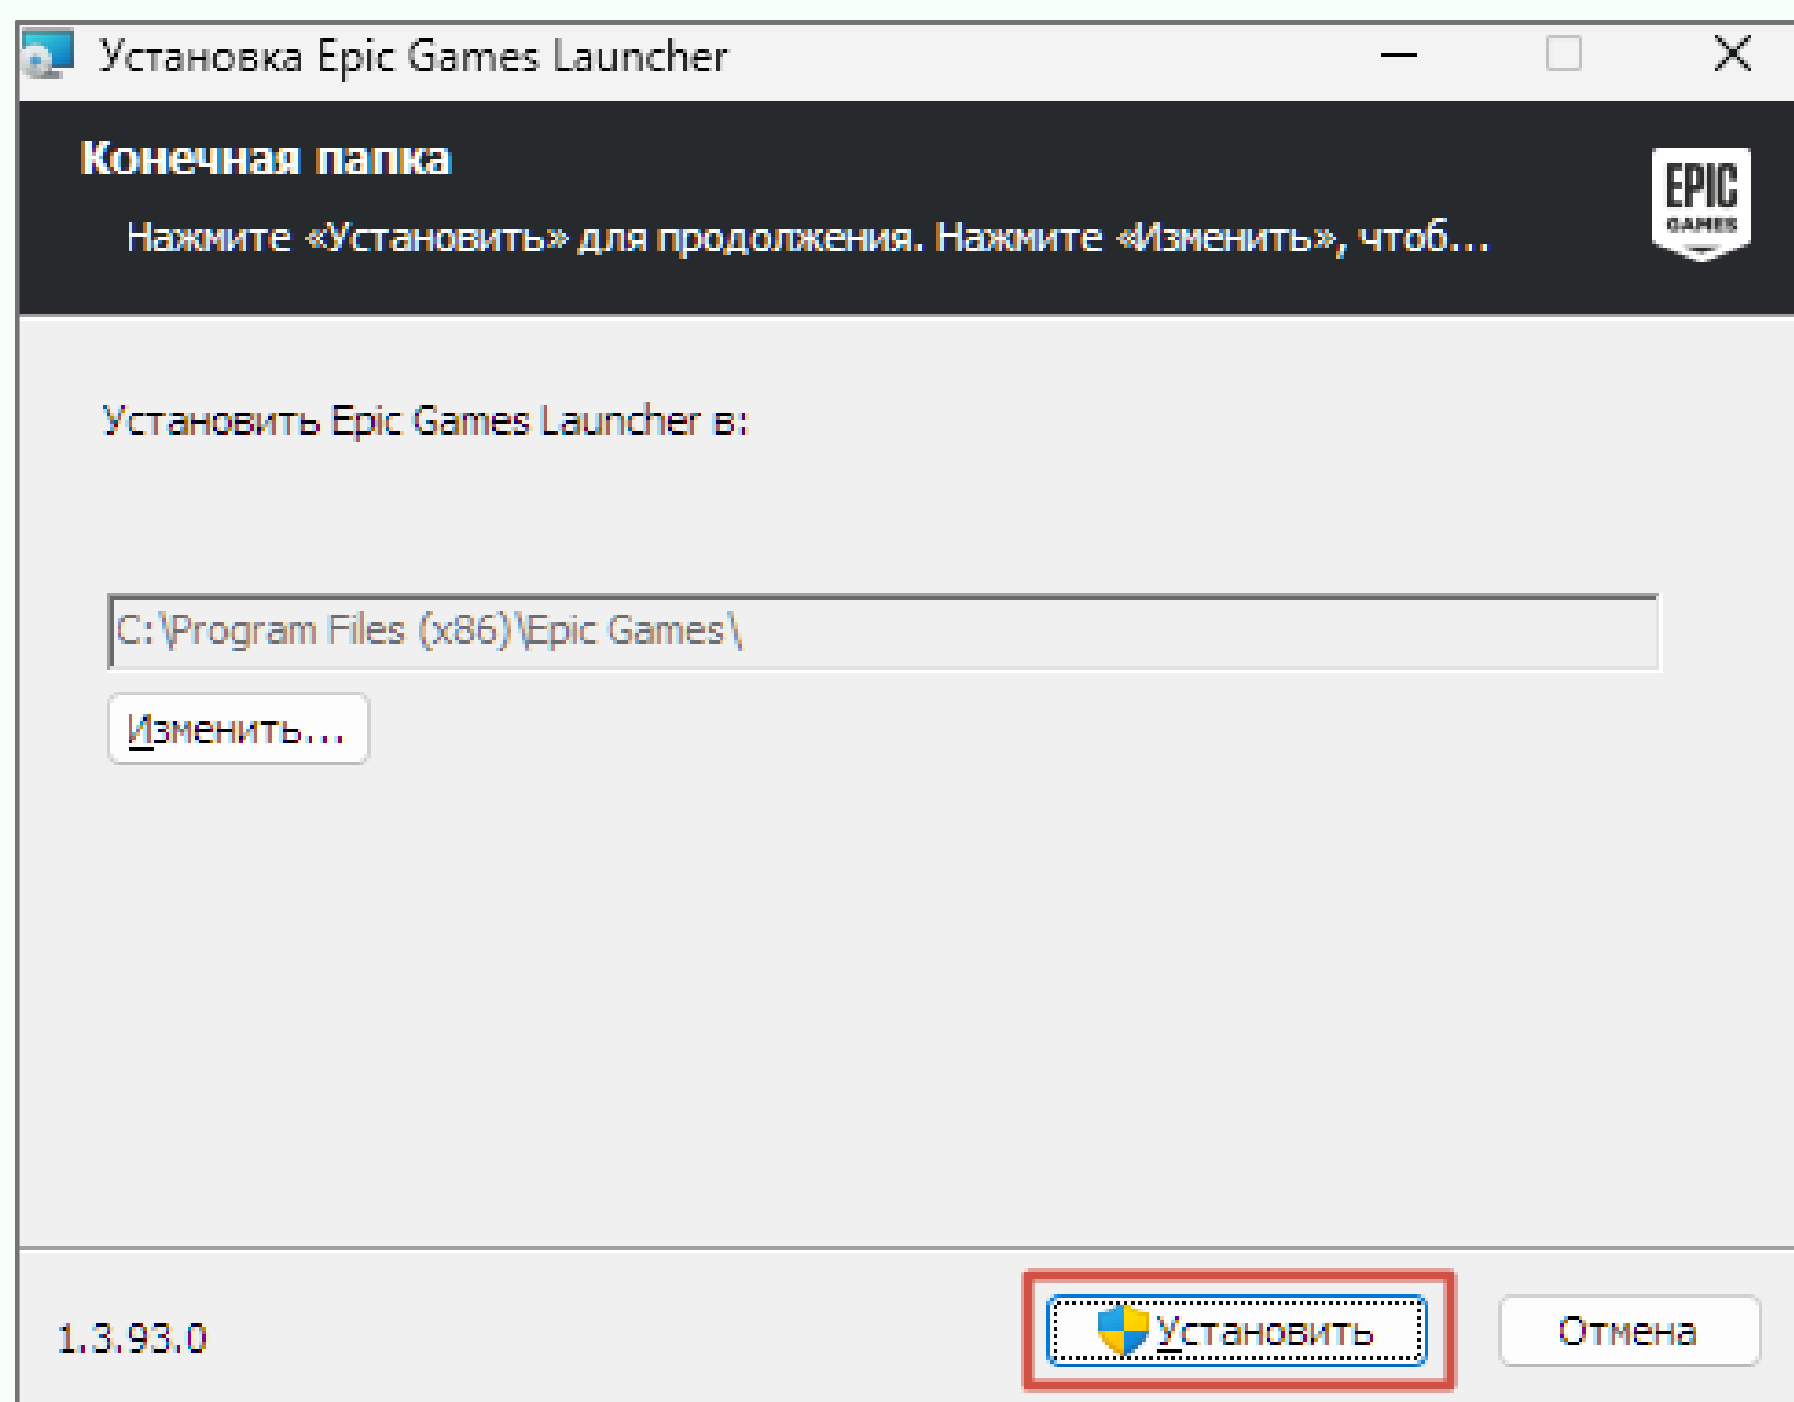 Установка Epic Games Launcher
Конечная папка
EPIC
GAMES
Нажмите «Установить» для продолжения. Нажмите «Изменить», чтоб...
Установить Epic Games Launcher в:
C:\Program Files (x86)\Epic Games\
Изменить...
1.3.93.0
Установить
Отмена